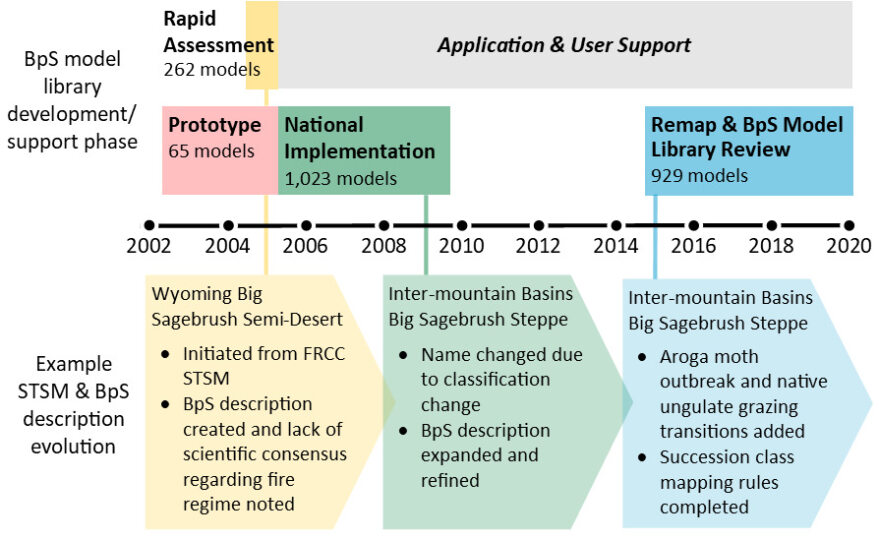 BpS model
library
development/
support phase
Rapid
Assessment
262 models
Application & User Support
Prototype
65 models
National
Implementation
1,023 models
Remap & BpS Model
Library Review
929 models
2002 2004 2006 2008 2010 2012 2014 2016 2018 2020
Example
STSM & BpS
description
evolution
Wyoming Big
Sagebrush Semi-Desert
• Initiated from FRCC
STSM
• BpS description
created and lack of
scientific consensus
regarding fire
regime noted
Inter-mountain Basins
Big Sagebrush Steppe
• Name changed due
to classification
change
• BpS description
expanded and
refined
Inter-mountain Basins
Big Sagebrush Steppe
• Aroga moth
outbreak and native
ungulate grazing
transitions added
• Succession class
mapping rules
completed